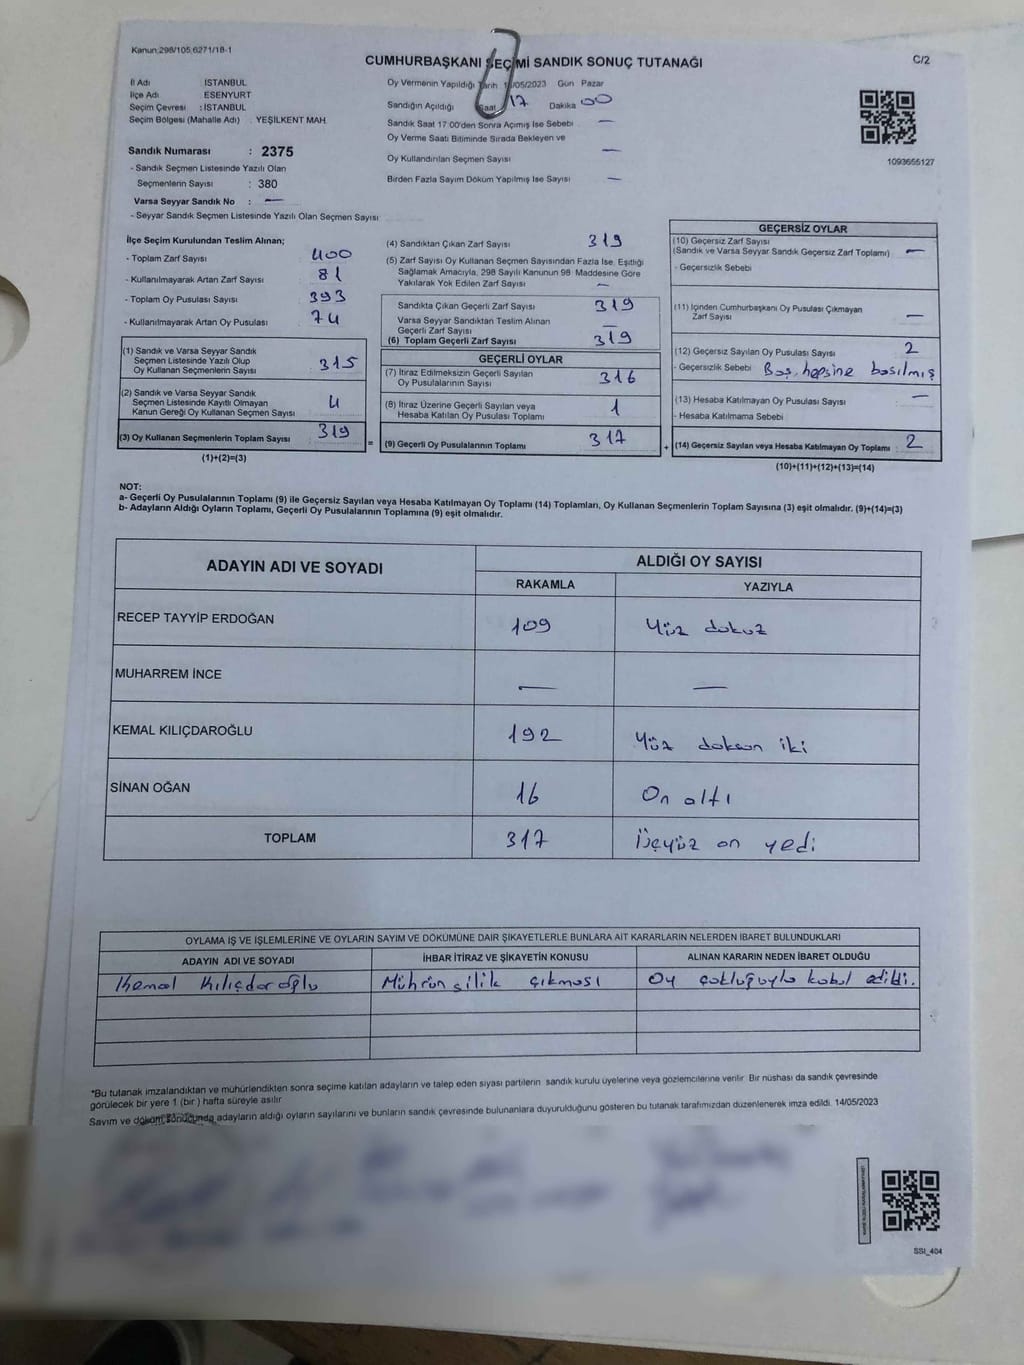 Kanun:298/105,6271/18-1
CUMHURBAŞKANI SEÇİMİ SANDIK SONUÇ TUTANAĞI
C/2
İl Adı İSTANBUL
İlçe Adı ESENYURT
Seçim Çevresi : İSTANBUL
Seçim Bölgesi (Mahalle Adı) : YEŞİLKENT MAH.
Oy Vermenin Yapıldığı Tarih /05/2023 Gün Pazar
Sandığın Açıldığı Saat 17 Dakika 00
Sandık Saat 17:00'den Sonra Açımış İse Sebebi —
Oy Verme Saati Bitiminde Sırada Bekleyen ve
Oy Kullandırılan Seçmen Sayısı —
Birden Fazla Sayım Döküm Yapılmış İse Sayısı —
1093655127
Sandık Numarası : 2375
- Sandık Seçmen Listesinde Yazılı Olan
Seçmenlerin Sayısı : 380
Varsa Seyyar Sandık No : —
- Seyyar Sandık Seçmen Listesinde Yazılı Olan Seçmen Sayısı
İlçe Seçim Kurulundan Teslim Alınan;
- Toplam Zarf Sayısı 400
- Kullanılmayarak Artan Zarf Sayısı 81
- Toplam Oy Pusulası Sayısı 393
- Kullanılmayarak Artan Oy Pusulası 74
(1) Sandık ve Varsa Seyyar Sandık
Seçmen Listesinde Yazılı Olup
Oy Kullanan Seçmenlerin Sayısı 315
(2) Sandık ve Varsa Seyyar Sandık
Seçmen Listesinde Kayıtlı Olmayan
Kanun Gereği Oy Kullanan Seçmen Sayısı 4
(3) Oy Kullanan Seçmenlerin Toplam Sayısı 319
(1)+(2)=(3)
(4) Sandıktan Çıkan Zarf Sayısı 319
(5) Zarf Sayısı Oy Kullanan Seçmen Sayısından Fazla İse, Eşitliği
Sağlamak Amacıyla, 298 Sayılı Kanunun 98. Maddesine Göre
Yakılarak Yok Edilen Zarf Sayısı —
Sandıkta Çıkan Geçerli Zarf Sayısı 319
Varsa Seyyar Sandıktan Teslim Alınan
Geçerli Zarf Sayısı —
(6) Toplam Geçerli Zarf Sayısı 319
GEÇERLİ OYLAR
(7) İtiraz Edilmeksizin Geçerli Sayılan
Oy Pusulalarının Sayısı 316
(8) İtiraz Üzerine Geçerli Sayılan veya
Hesaba Katılan Oy Pusulası Toplamı 1
= (9) Geçerli Oy Pusulalarının Toplamı 317
GEÇERSİZ OYLAR
(10) Geçersiz Zarf Sayısı
(Sandık ve Varsa Seyyar Sandık Geçersiz Zarf Toplamı) —
- Geçersizlik Sebebi
(11) İçinden Cumhurbaşkanı Oy Pusulası Çıkmayan
Zarf Sayısı —
(12) Geçersiz Sayılan Oy Pusulası Sayısı 2
- Geçersizlik Sebebi Boş, hepsine basılmış
(13) Hesaba Katılmayan Oy Pusulası Sayısı —
- Hesaba Katılmama Sebebi
+ (14) Geçersiz Sayılan veya Hesaba Katılmayan Oy Toplamı 2
(10)+(11)+(12)+(13)=(14)
NOT:
a- Geçerli Oy Pusulalarının Toplamı (9) ile Geçersiz Sayılan veya Hesaba Katılmayan Oy Toplamı (14) Toplamları, Oy Kullanan Seçmenlerin Toplam Sayısına (3) eşit olmalıdır. (9)+(14)=(3)
b- Adayların Aldığı Oyların Toplamı, Geçerli Oy Pusulalarının Toplamına (9) eşit olmalıdır.
ADAYIN ADI VE SOYADI
ALDIĞI OY SAYISI
RAKAMLA YAZIYLA
RECEP TAYYİP ERDOĞAN 109 Yüz dokuz
MUHARREM İNCE — —
KEMAL KILIÇDAROĞLU 192 Yüz doksan iki
SİNAN OĞAN 16 On altı
TOPLAM 317 Üçyüz on yedi
OYLAMA İŞ VE İŞLEMLERİNE VE OYLARIN SAYIM VE DÖKÜMÜNE DAİR ŞİKAYETLERLE BUNLARA AİT KARARLARIN NELERDEN İBARET BULUNDUKLARI
ADAYIN ADI VE SOYADI İHBAR İTİRAZ VE ŞİKAYETİN KONUSU ALINAN KARARIN NEDEN İBARET OLDUĞU
Kemal Kılıçdaroğlu Mührün silik çıkması Oy çokluğuyla kabul edildi.
*Bu tutanak imzalandıktan ve mühürlendikten sonra seçime katılan adayların ve talep eden siyasi partilerin sandık kurulu üyelerine veya gözlemcilerine verilir. Bir nüshası da sandık çevresinde
görülecek bir yere 1 (bir) hafta süreyle asılır
Sayım ve döküm sonucunda adayların aldığı oyların sayılarını ve bunların sandık çevresinde bulunanlara duyurulduğunu gösteren bu tutanak tarafımızdan düzenlenerek imza edildi. 14/05/2023
SSI_404